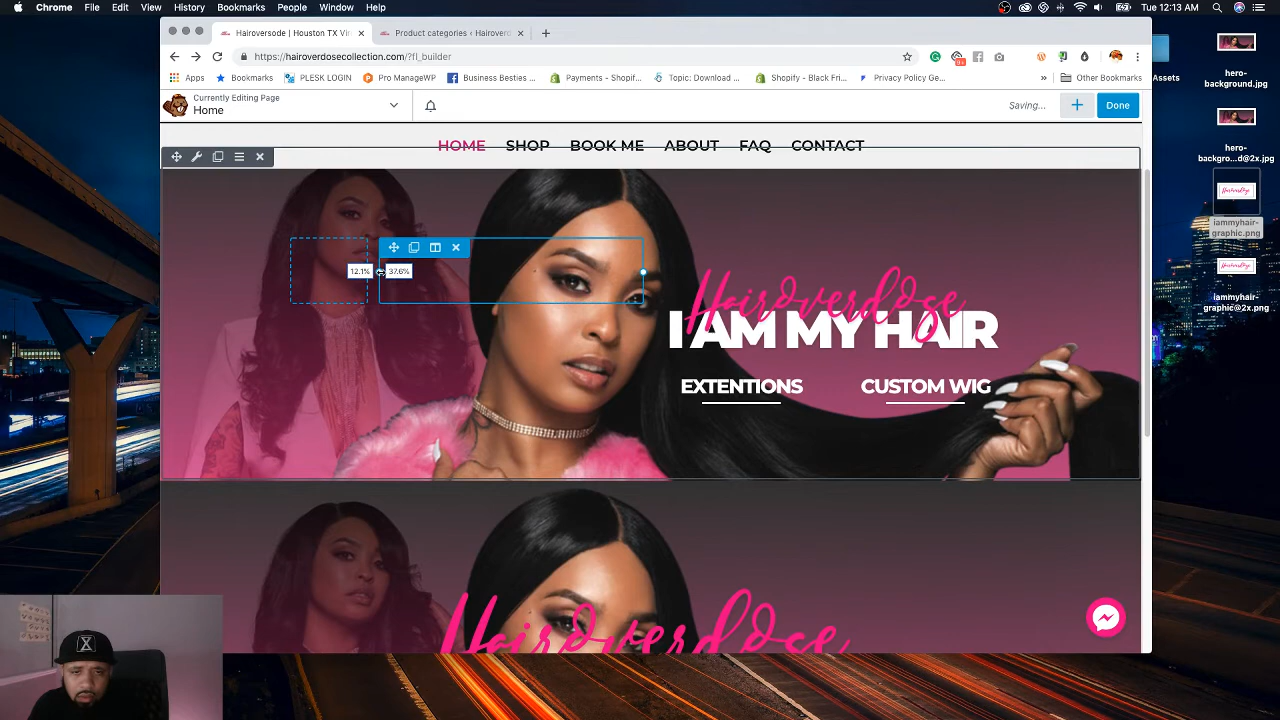 Chrome File Edit View History Bookmarks People Window Help
Tue 12:13 AM
Hairoversode | Houston TX Vir
Product categories ‹ Hairoverd
https://hairoverdosecollection.com/?fl_builder
Apps Bookmarks PLESK LOGIN Pro ManageWP Business Besties ... Payments - Shopif... Topic: Download ... Shopify - Black Fri... Privacy Policy Ge... » Other Bookmarks
Currently Editing Page
Home
Saving...
Done
HOME SHOP BOOK ME ABOUT FAQ CONTACT
12.1% 37.6%
Hairoverdose
I AM MY HAIR
EXTENTIONS CUSTOM WIG
Hairoverdose
Assets
hero-
background.jpg
hero-
backgro...d@2x.jpg
iammyhair-
graphic.png
iammyhair-
graphic@2x.png